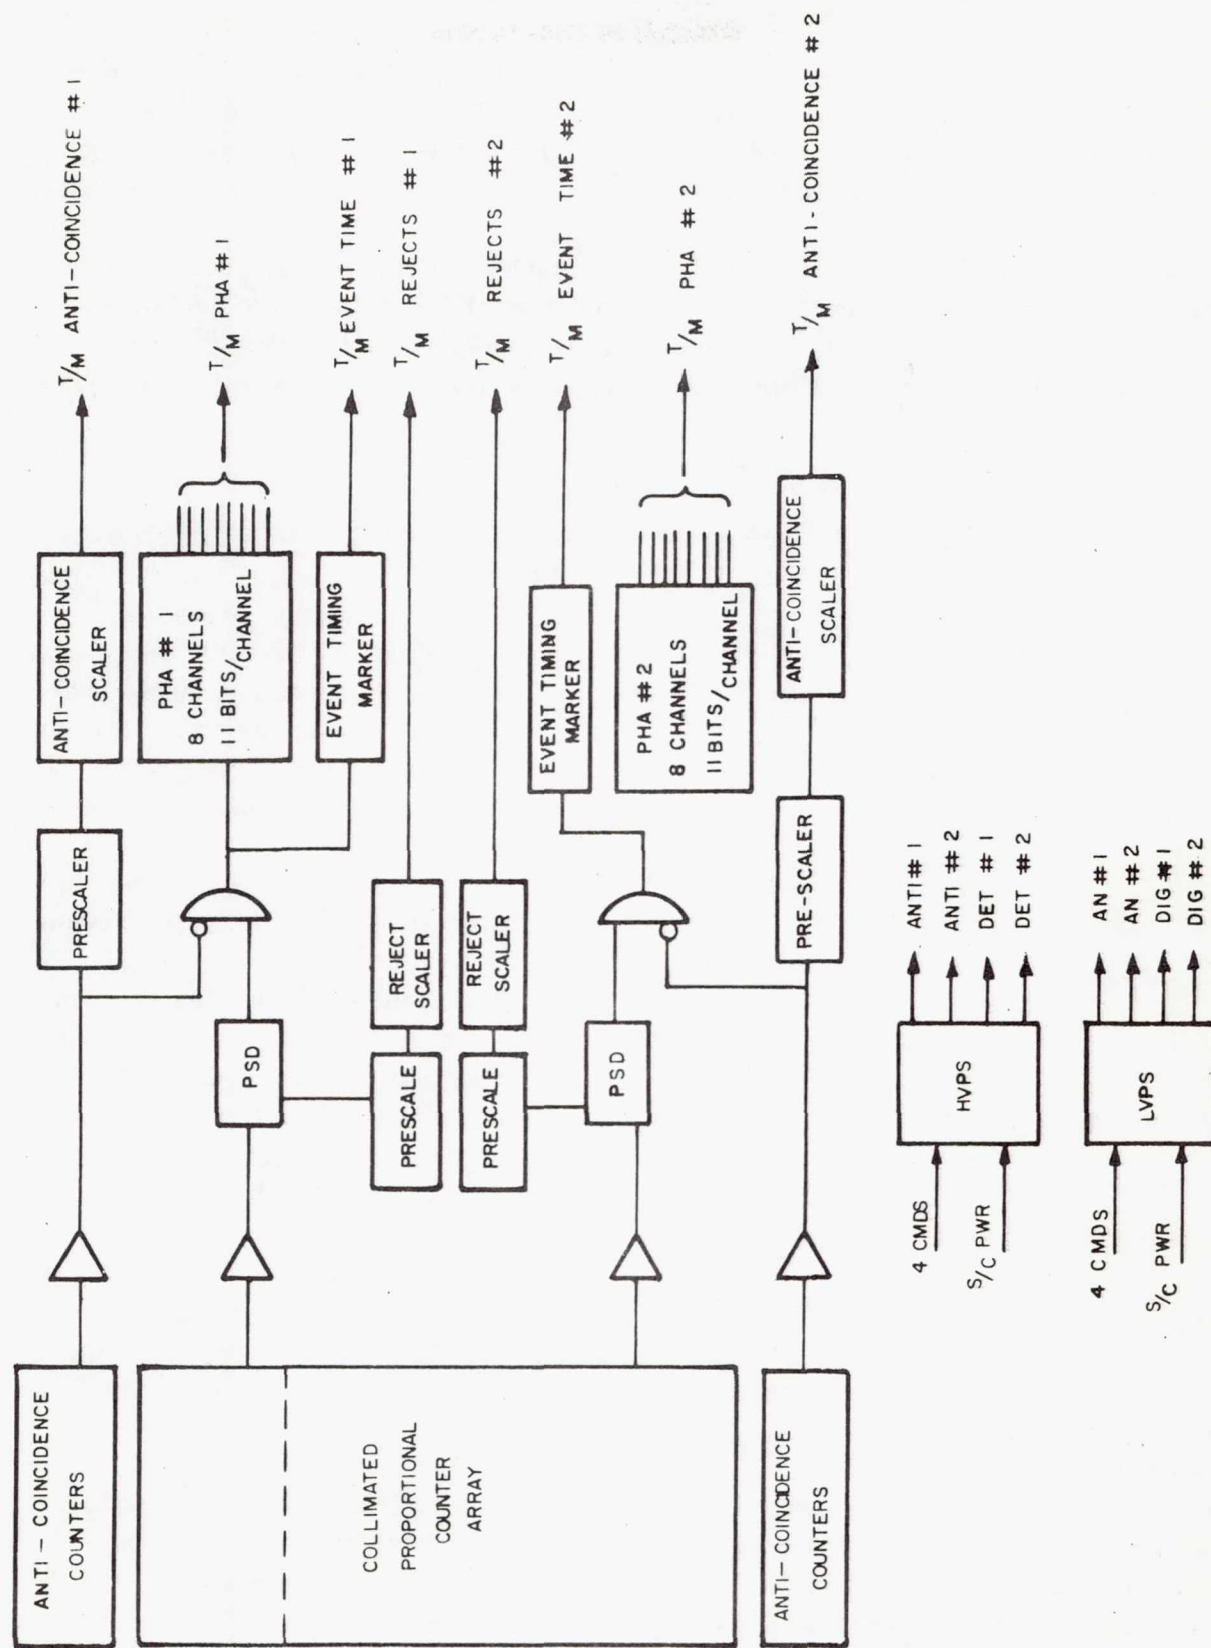 ANTI-COINCIDENCE
COUNTERS
PRESCALER
ANTI-COINCIDENCE
SCALER
T/M ANTI-COINCIDENCE # 1
COLLIMATED
PROPORTIONAL
COUNTER
ARRAY
PSD
PHA # 1
8 CHANNELS
11 BITS/CHANNEL
T/M PHA # 1
EVENT TIMING
MARKER
T/M EVENT TIME # 1
PRESCALE
REJECT
SCALER
T/M REJECTS # 1
PRESCALE
REJECT
SCALER
T/M REJECTS # 2
PSD
EVENT TIMING
MARKER
T/M EVENT TIME # 2
PHA # 2
8 CHANNELS
11 BITS/CHANNEL
T/M PHA # 2
ANTI-COINCIDENCE
COUNTERS
PRE-SCALER
ANTI-COINCIDENCE
SCALER
T/M ANTI-COINCIDENCE # 2
4 CMDS
S/C PWR
HVPS
ANTI # 1
ANTI # 2
DET # 1
DET # 2
4 CMDS
S/C PWR
LVPS
AN # 1
AN # 2
DIG # 1
DIG # 2